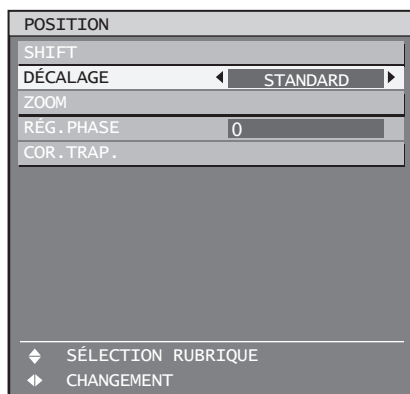 POSITION
SHIFT
DÉCALAGE STANDARD
ZOOM
RÉG.PHASE 0
COR.TRAP.
SÉLECTION RUBRIQUE
CHANGEMENT